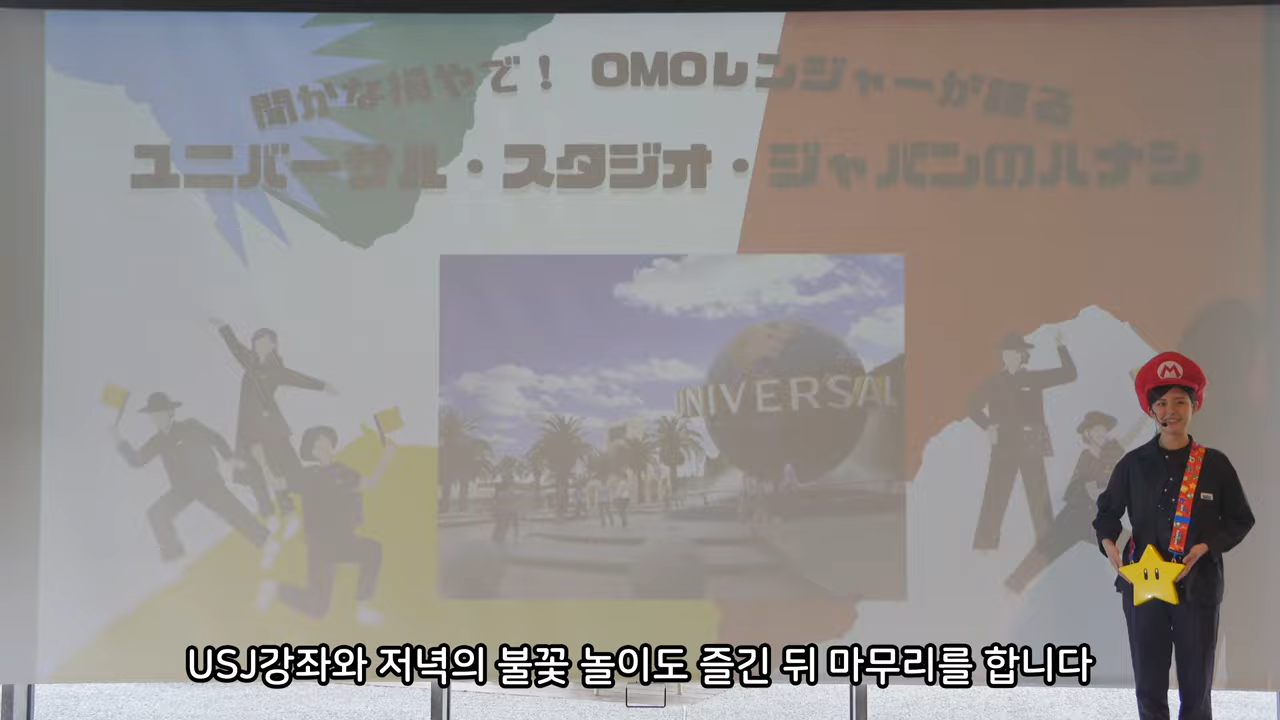 聞かな損やで！ OMOレンジャーが語る
ユニバーサル・スタジオ・ジャパンのハナシ
UNIVERSAL
M
USJ강좌와 저녁의 불꽃 놀이도 즐긴 뒤 마무리를 합니다